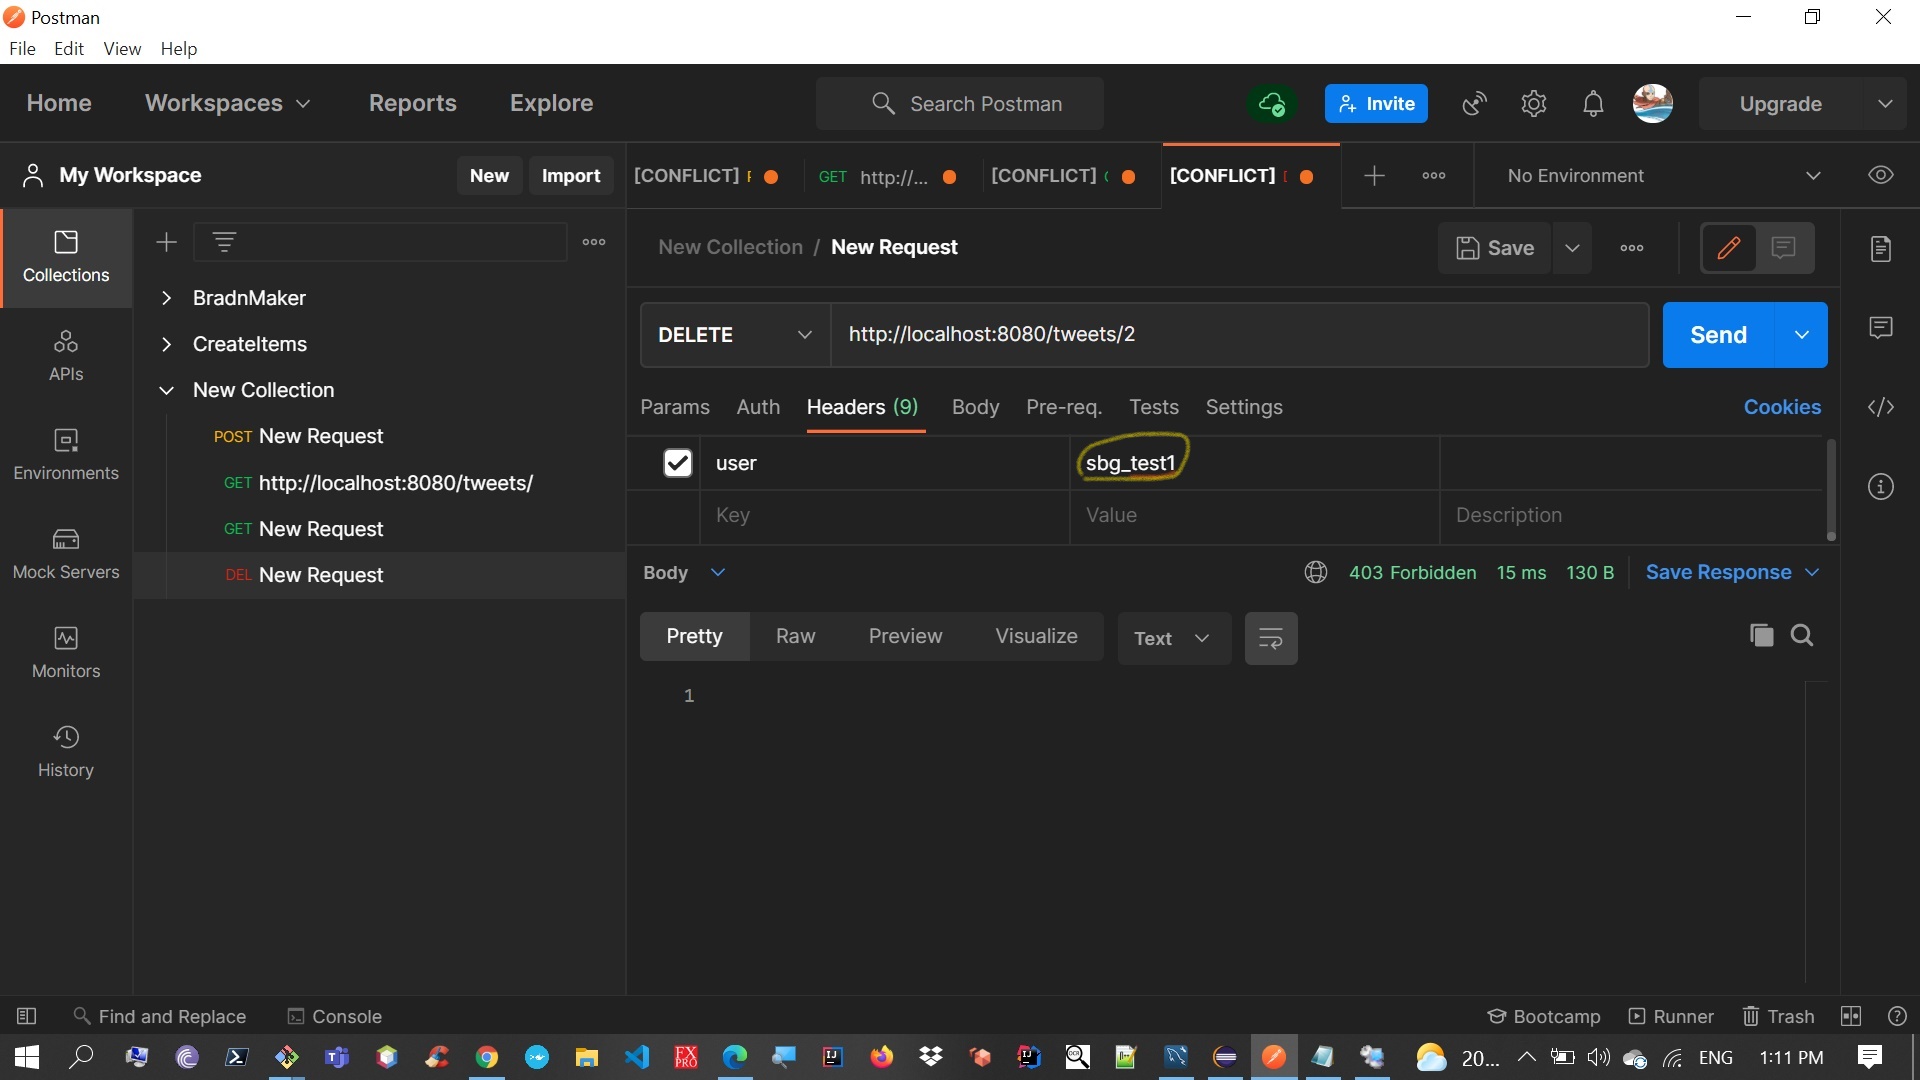 Postman
File Edit View Help
Home Workspaces Reports Explore Search Postman Invite Upgrade
My Workspace New Import [CONFLICT] GET http://... [CONFLICT] [CONFLICT] No Environment
Collections
New Collection / New Request Save
BradnMaker
CreateItems
DELETE http://localhost:8080/tweets/2 Send
APIs
New Collection
Params Auth Headers (9) Body Pre-req. Tests Settings Cookies
POST New Request
user sbg_test1
Environments
GET http://localhost:8080/tweets/
Key Value Description
GET New Request
Mock Servers
DEL New Request
Body 403 Forbidden 15 ms 130 B Save Response
Pretty Raw Preview Visualize Text
Monitors
1
History
Find and Replace Console Bootcamp Runner Trash
FX
PRO
20... ENG 1:11 PM